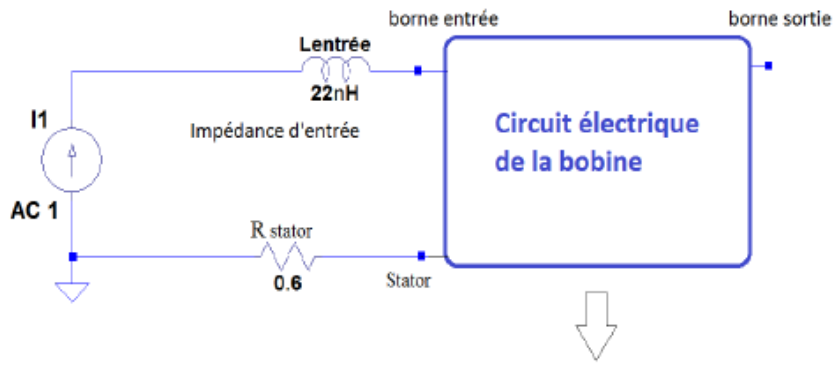 borne entrée
borne sortie
Lentrée
22nH
I1
Impédance d'entrée
Circuit électrique
de la bobine
AC 1
R stator
0.6
Stator